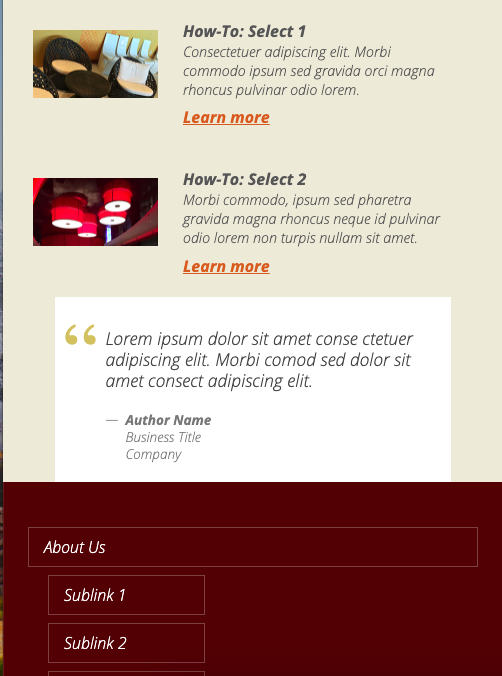 How-To: Select 1
Consectetuer adipiscing elit. Morbi
commodo ipsum sed gravida orci magna
rhoncus pulvinar odio lorem.
Learn more
How-To: Select 2
Morbi commodo, ipsum sed pharetra
gravida magna rhoncus neque id pulvinar
odio lorem non turpis nullam sit amet.
Learn more
“ Lorem ipsum dolor sit amet conse ctetuer
adipiscing elit. Morbi comod sed dolor sit
amet consect adipiscing elit.
— Author Name
Business Title
Company
About Us
Sublink 1
Sublink 2